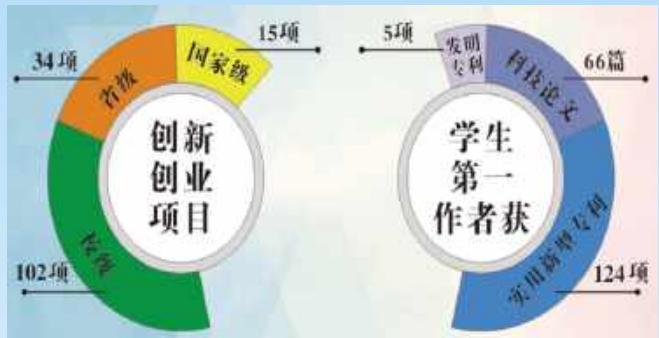 34项
省级
国家级
15项
创新
创业
项目
校级
102项
5项
发明
专利
科技论文
66篇
学生
第一
作者获
实用新型专利
124项